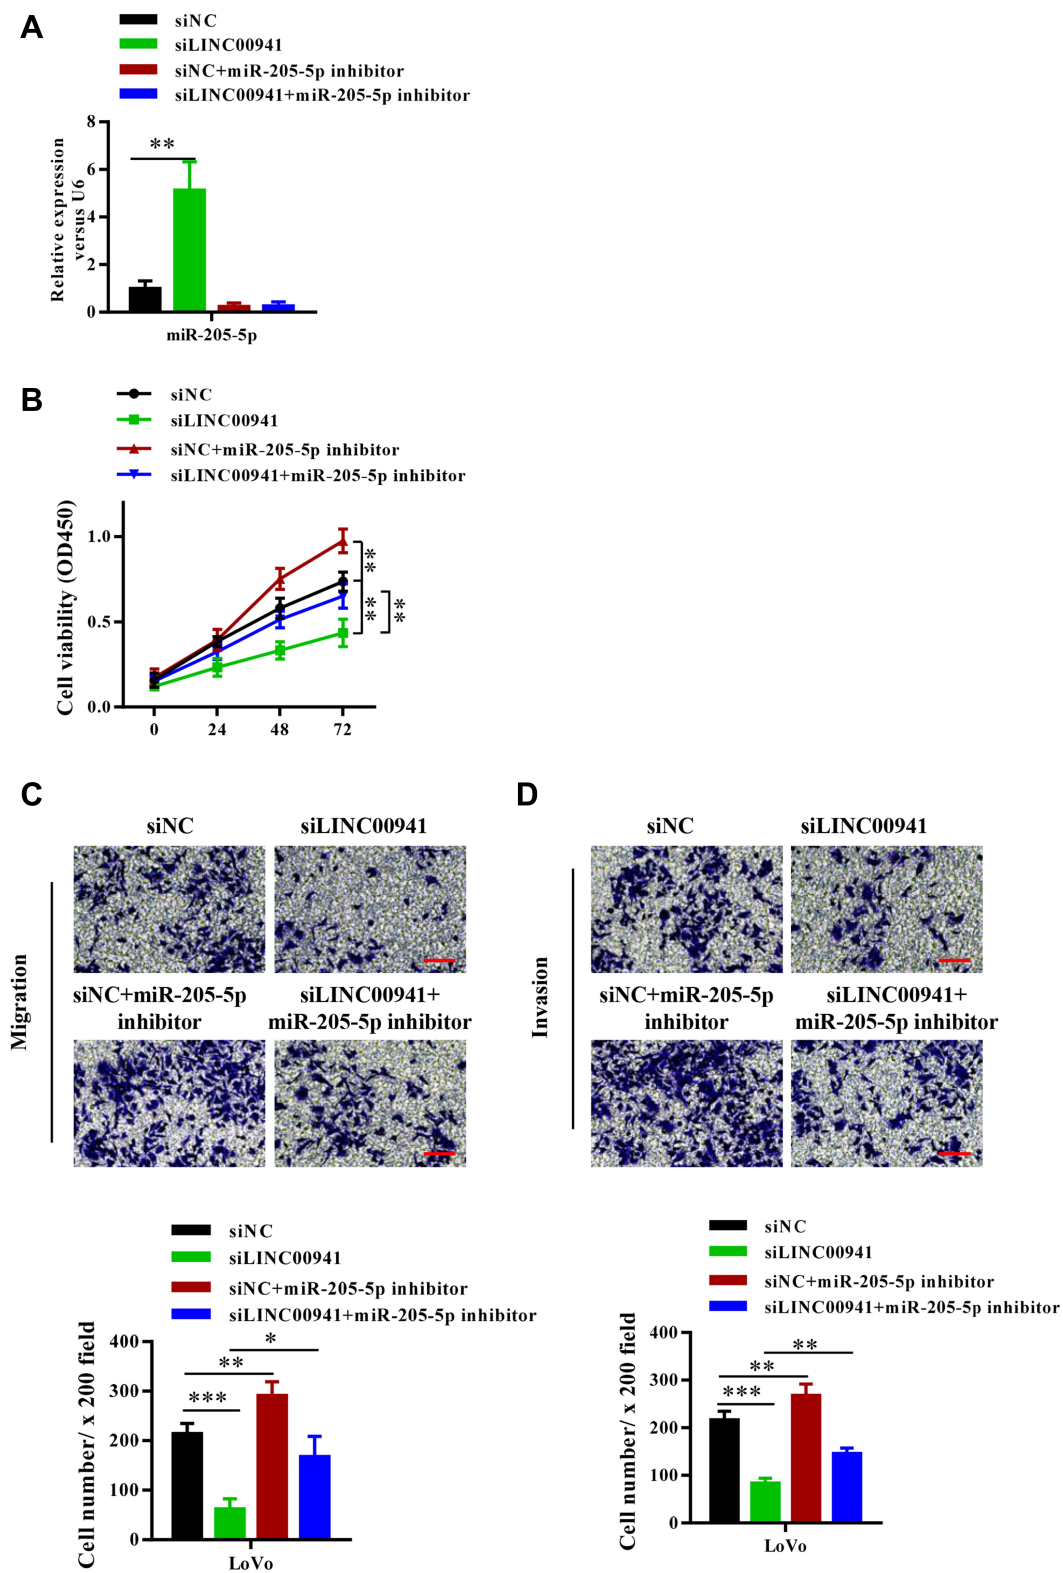 A
siNC
siLINC00941
siNC+miR-205-5p inhibitor
siLINC00941+miR-205-5p inhibitor
Relative expression
versus U6
8
6
4
2
0
**
miR-205-5p
B
siNC
siLINC00941
siNC+miR-205-5p inhibitor
siLINC00941+miR-205-5p inhibitor
Cell viability (OD450)
1.0
0.5
0.0
**
**
**
0 24 48 72
C
siNC siLINC00941
Migration
siNC+miR-205-5p
inhibitor
siLINC00941+
miR-205-5p inhibitor
siNC
siLINC00941
siNC+miR-205-5p inhibitor
siLINC00941+miR-205-5p inhibitor
Cell number/ x 200 field
400
300
200
100
0
*
**
***
LoVo
D
siNC siLINC00941
Invasion
siNC+miR-205-5p
inhibitor
siLINC00941+
miR-205-5p inhibitor
siNC
siLINC00941
siNC+miR-205-5p inhibitor
siLINC00941+miR-205-5p inhibitor
Cell number/ x 200 field
400
300
200
100
0
**
**
***
LoVo